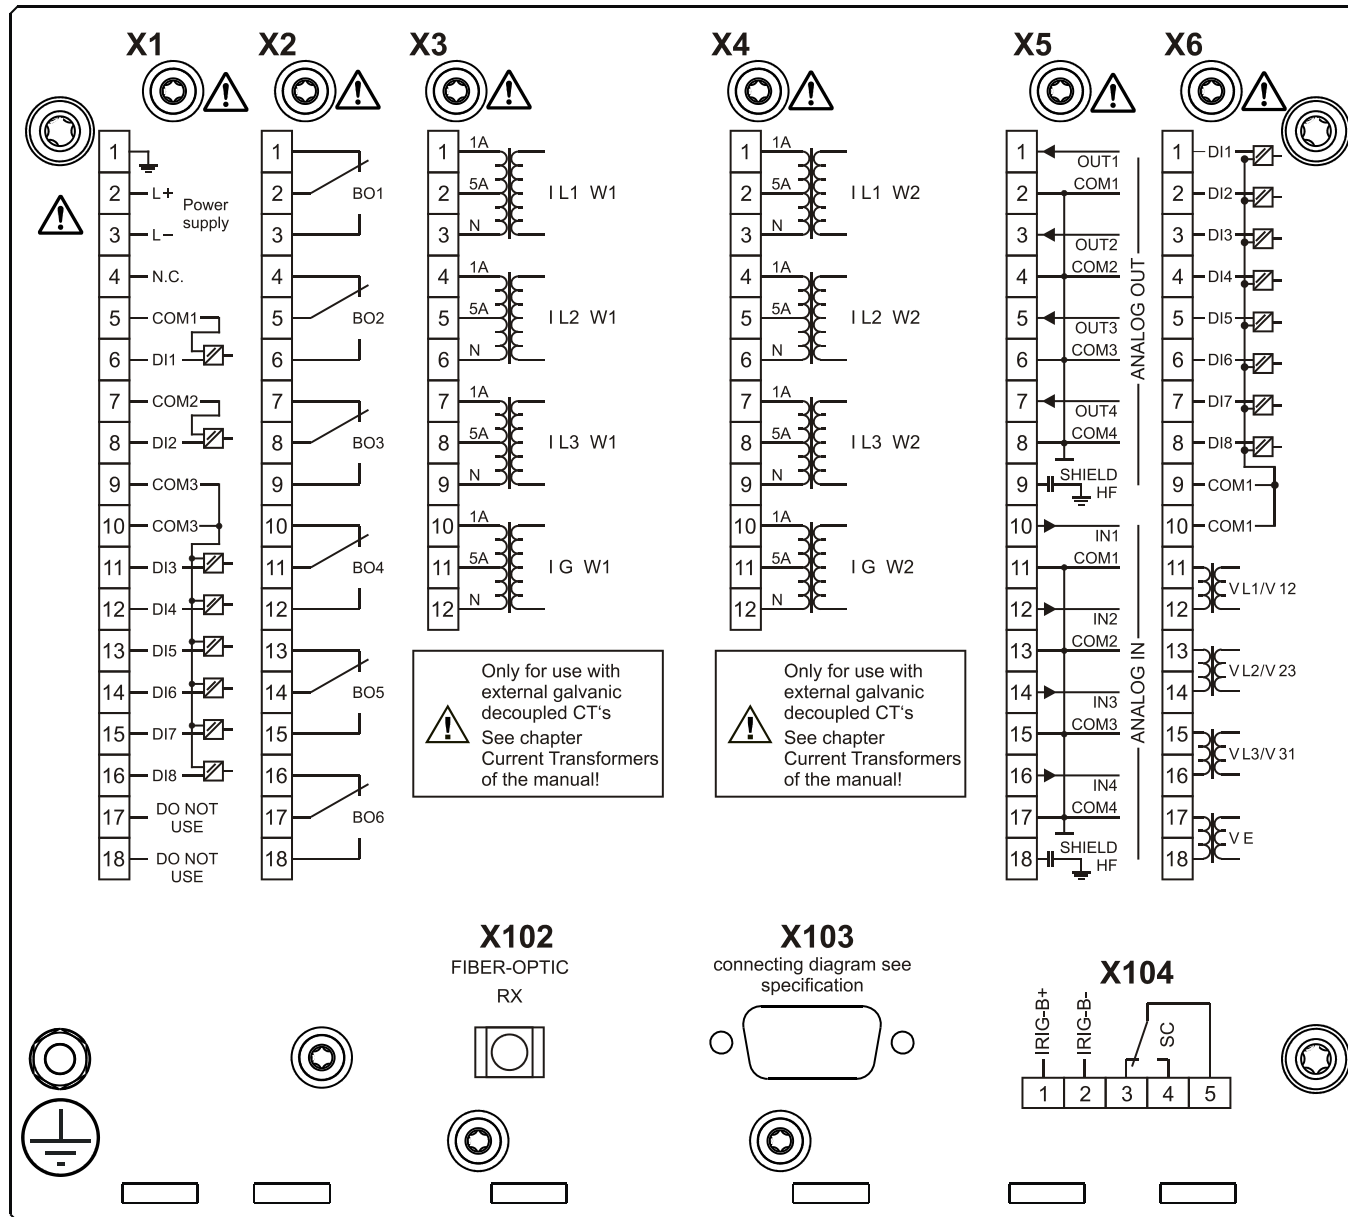 X1
X2
X3
X4
X5
X6
1
2 L+
Power
supply
3 L–
4 N.C.
5 COM1
6 DI1
7 COM2
8 DI2
9 COM3
10 COM3
11 DI3
12 DI4
13 DI5
14 DI6
15 DI7
16 DI8
17 DO NOT
USE
18 DO NOT
USE
1
2 BO1
3
4
5 BO2
6
7
8 BO3
9
10
11 BO4
12
13
14 BO5
15
16
17 BO6
18
1 1A
2 5A I L1 W1
3 N
4 1A
5 5A I L2 W1
6 N
7 1A
8 5A I L3 W1
9 N
10 1A
11 5A I G W1
12 N
Only for use with
external galvanic
decoupled CT‘s
See chapter
Current Transformers
of the manual!
1 1A
2 5A I L1 W2
3 N
4 1A
5 5A I L2 W2
6 N
7 1A
8 5A I L3 W2
9 N
10 1A
11 5A I G W2
12 N
Only for use with
external galvanic
decoupled CT‘s
See chapter
Current Transformers
of the manual!
1 OUT1
2 COM1
3 OUT2
4 COM2
5 OUT3
6 COM3
7 OUT4
8 COM4
9 SHIELD
HF
ANALOG OUT
10 IN1
11 COM1
12 IN2
13 COM2
14 IN3
15 COM3
16 IN4
17 COM4
18 SHIELD
HF
ANALOG IN
1 DI1
2 DI2
3 DI3
4 DI4
5 DI5
6 DI6
7 DI7
8 DI8
9 COM1
10 COM1
11
V L1/V 12
12
13
V L2/V 23
14
15
V L3/V 31
16
17
V E
18
X102
FIBER-OPTIC
RX
X103
connecting diagram see
specification
X104
IRIG-B+
IRIG-B-
SC
1 2 3 4 5